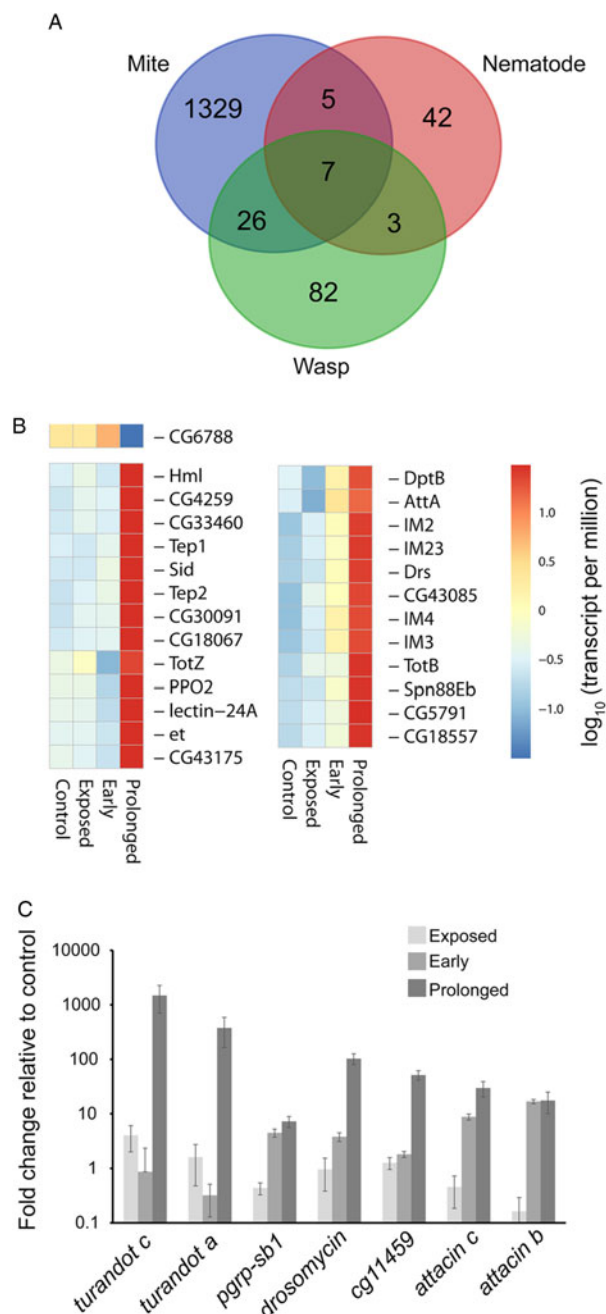 A
Mite
Nematode
1329
5
42
7
26
3
82
Wasp
B
CG6788
Hml
CG4259
CG33460
Tep1
Sid
Tep2
CG30091
CG18067
TotZ
PPO2
lectin−24A
et
CG43175
Control
Exposed
Early
Prolonged
DptB
AttA
IM2
IM23
Drs
CG43085
IM4
IM3
TotB
Spn88Eb
CG5791
CG18557
Control
Exposed
Early
Prolonged
1.0
0.5
0
−0.5
−1.0
log10 (transcript per million)
C
Fold change relative to control
10000
1000
100
10
1
0.1
Exposed
Early
Prolonged
turandot c
turandot a
pgrp-sb1
drosomycin
cg11459
attacin c
attacin b